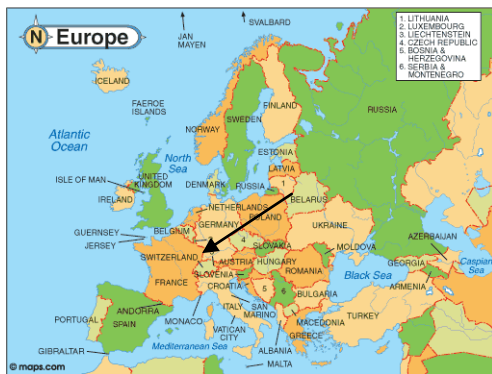 N Europe
JAN
MAYEN
SVALBARD
1. LITHUANIA
2. LUXEMBOURG
3. LIECHTENSTEIN
4. CZECH REPUBLIC
5. BOSNIA &
HERZEGOVINA
6. SERBIA &
MONTENEGRO
ICELAND
FAEROE
ISLANDS
FINLAND
RUSSIA
SWEDEN
NORWAY
Atlantic
Ocean
North
Sea
ESTONIA
LATVIA
1
ISLE OF MAN
UNITED
KINGDOM
DENMARK
RUSSIA
BELARUS
IRELAND
NETHERLANDS
POLAND
GERMANY
GUERNSEY
JERSEY
BELGIUM
4
UKRAINE
SLOVAKIA
MOLDOVA
AZERBAIJAN
SWITZERLAND
AUSTRIA
HUNGARY
GEORGIA
Caspian
Sea
SLOVENIA
ROMANIA
Black Sea
ARMENIA
FRANCE
CROATIA
5
6
BULGARIA
ANDORRA
ITALY
SAN
MARINO
PORTUGAL
SPAIN
MONACO
VATICAN
CITY
MACEDONIA
TURKEY
ALBANIA
GREECE
Mediterranean Sea
GIBRALTAR
MALTA
© maps.com